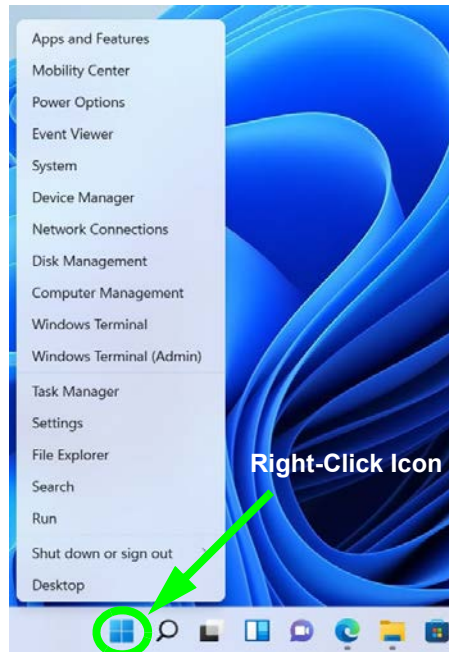 Apps and Features
Mobility Center
Power Options
Event Viewer
System
Device Manager
Network Connections
Disk Management
Computer Management
Windows Terminal
Windows Terminal (Admin)
Task Manager
Settings
File Explorer
Right-Click Icon
Search
Run
Shut down or sign out
Desktop